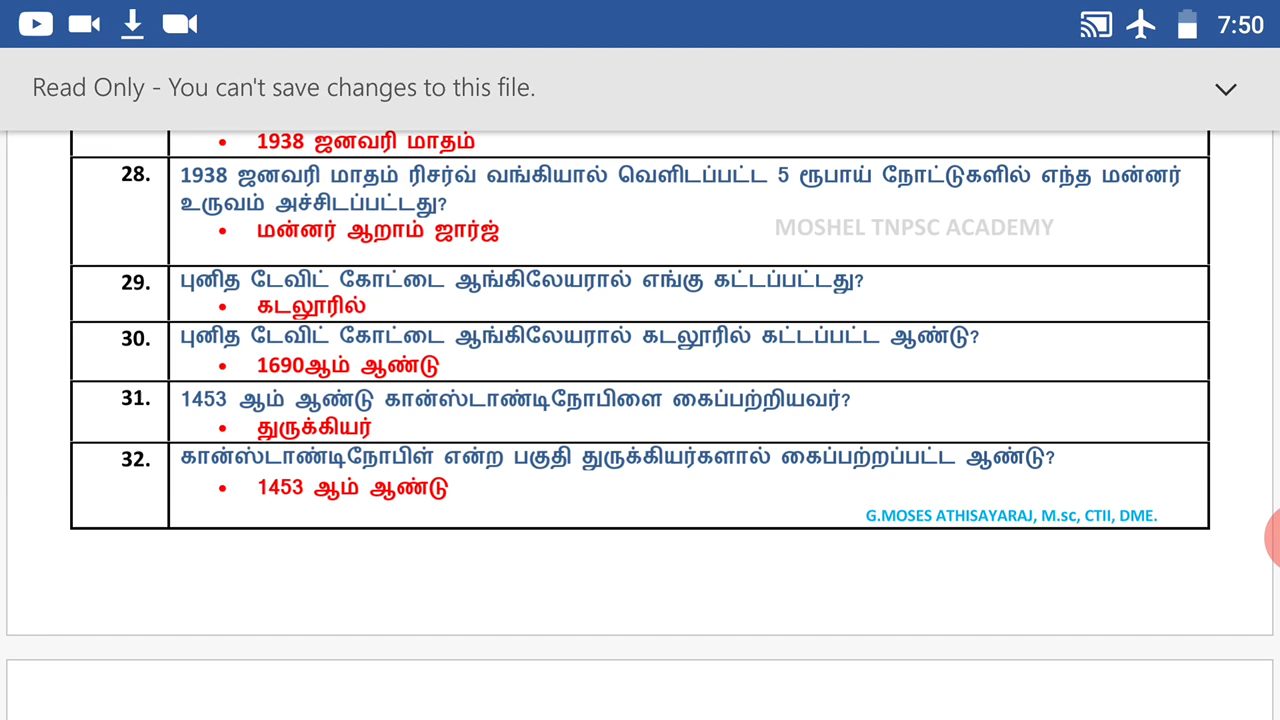 7:50
Read Only - You can't save changes to this file.
• 1938 ஜனவரி மாதம்
28. 1938 ஜனவரி மாதம் ரிசர்வ் வங்கியால் வெளிடப்பட்ட 5 ரூபாய் நோட்டுகளில் எந்த மன்னர்
உருவம் அச்சிடப்பட்டது?
• மன்னர் ஆறாம் ஜார்ஜ்
MOSHEL TNPSC ACADEMY
29. புனித டேவிட் கோட்டை ஆங்கிலேயரால் எங்கு கட்டப்பட்டது?
• கடலூரில்
30. புனித டேவிட் கோட்டை ஆங்கிலேயரால் கடலூரில் கட்டப்பட்ட ஆண்டு?
• 1690ஆம் ஆண்டு
31. 1453 ஆம் ஆண்டு கான்ஸ்டாண்டிநோபிளை கைப்பற்றியவர்?
• துருக்கியர்
32. கான்ஸ்டாண்டிநோபிள் என்ற பகுதி துருக்கியர்களால் கைப்பற்றப்பட்ட ஆண்டு?
• 1453 ஆம் ஆண்டு
G.MOSES ATHISAYARAJ, M.sc, CTII, DME.